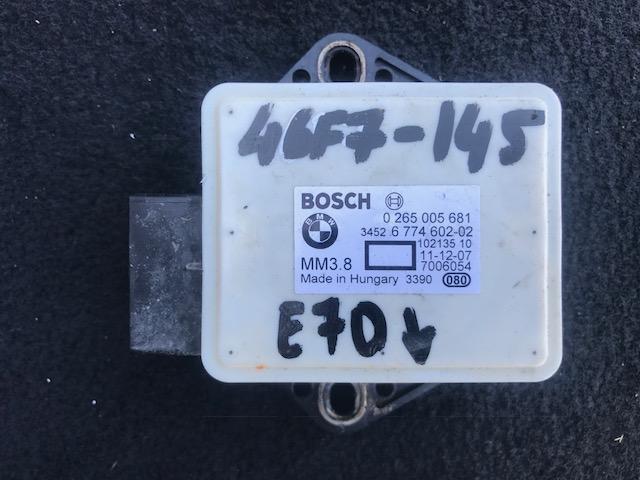 46F7-145
BOSCH
0 265 005 681
BMW
3452 6 774 602-02
102135 10
11-12-07
MM3.8
7006054
Made in Hungary 3390 080
E70↓